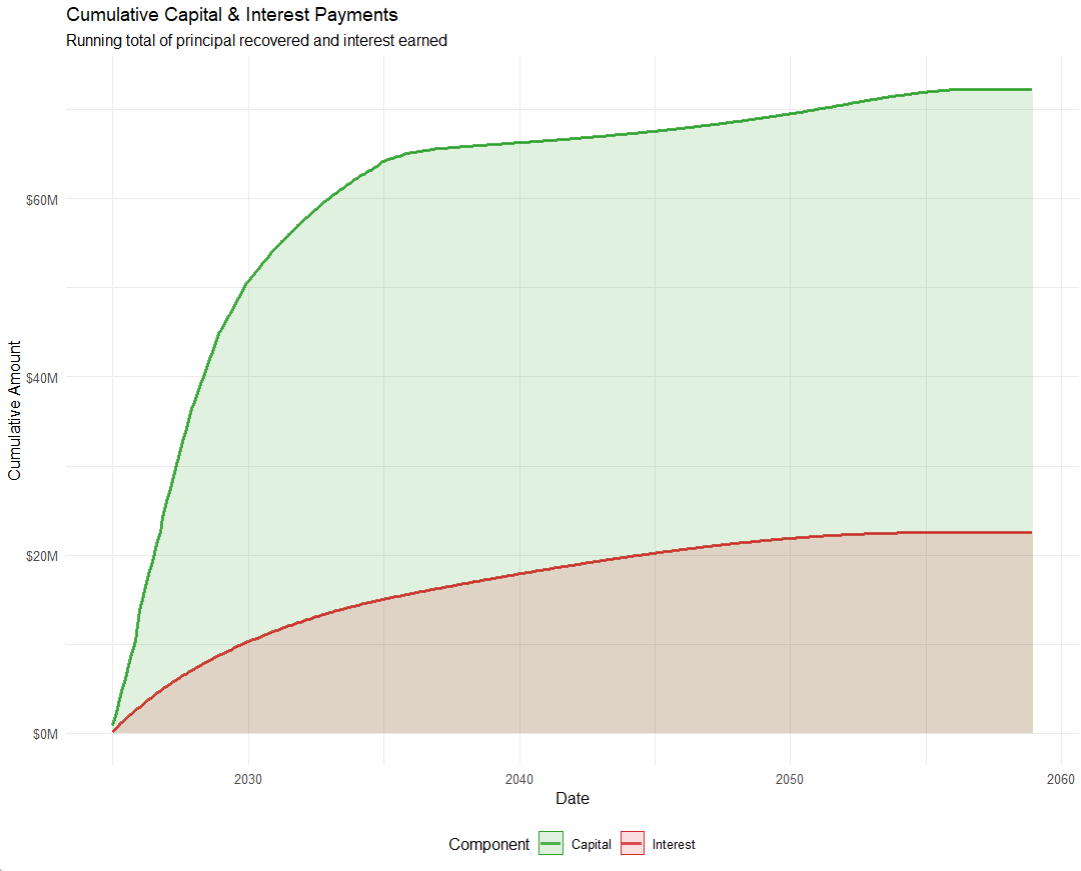 Cumulative Capital & Interest Payments
Running total of principal recovered and interest earned
Cumulative Amount
$60M
$40M
$20M
$0M
2030 2040 2050 2060
Date
Component Capital Interest